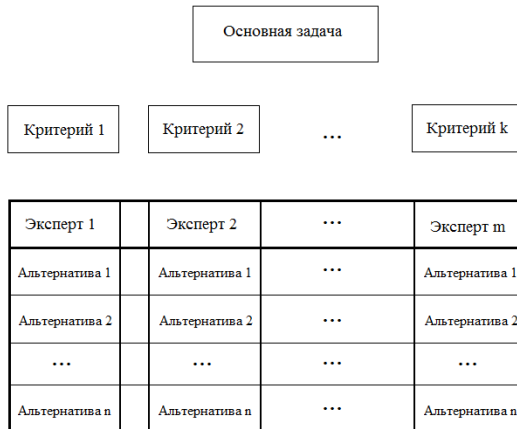 Основная задача
Критерий 1 Критерий 2 ... Критерий k
Эксперт 1 Эксперт 2 ... Эксперт m
Альтернатива 1 Альтернатива 1 ... Альтернатива 1
Альтернатива 2 Альтернатива 2 ... Альтернатива 2
... ... ... ...
Альтернатива n Альтернатива n ... Альтернатива n